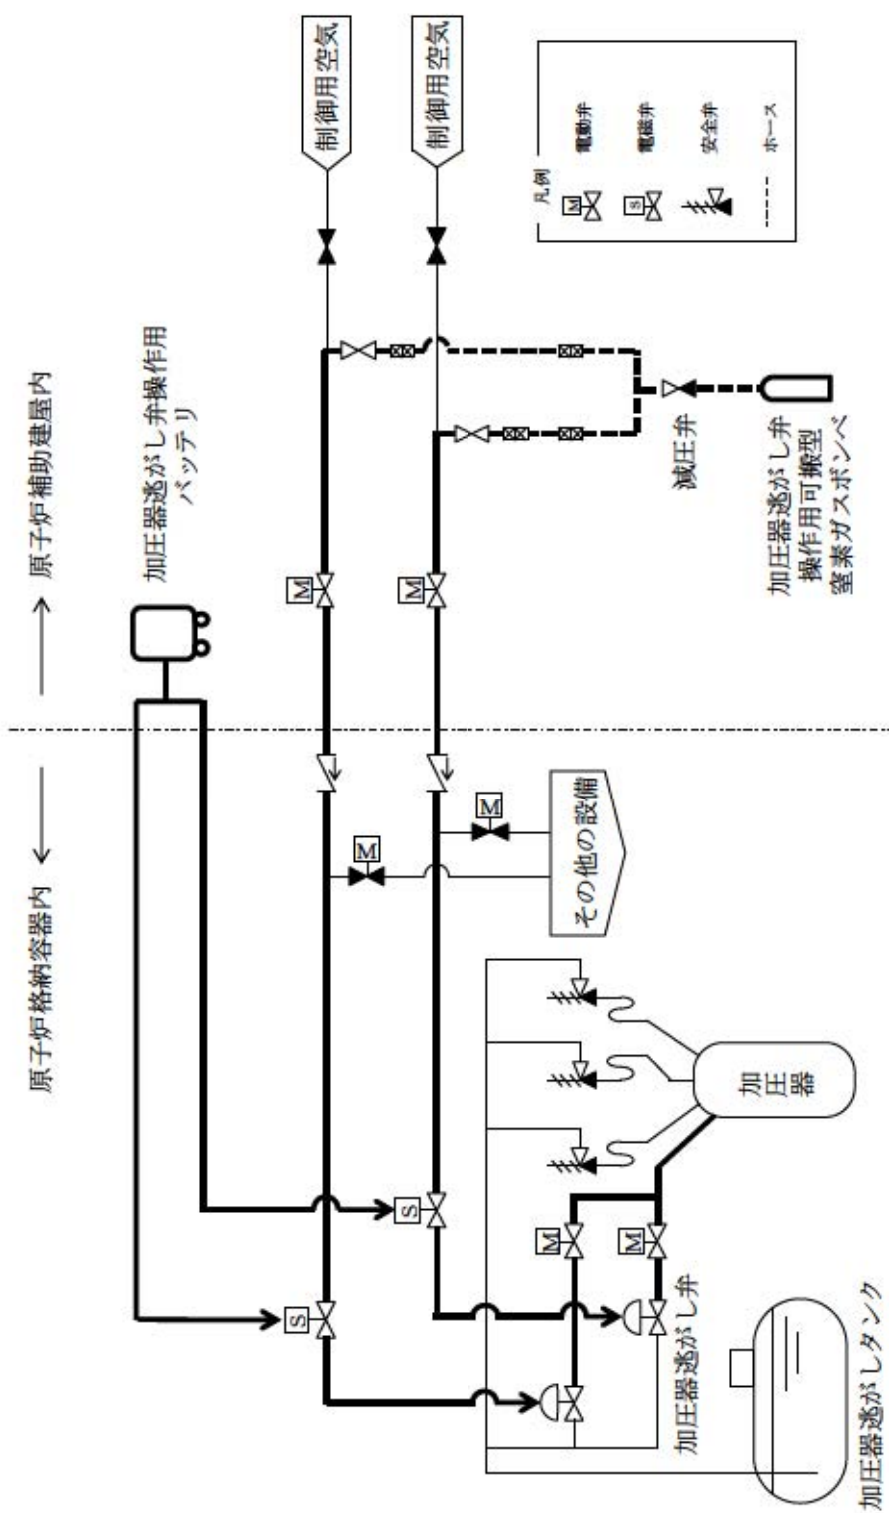 原子炉格納容器内 ← → 原子炉補助建屋内
加圧器逃がし弁操作用
バッテリ
制御用空気
制御用空気
M
M
M
M
S
S
M
M
その他の設備
減圧弁
加圧器逃がし弁
操作用可搬型
窒素ガスボンベ
加圧器
加圧器逃がし弁
加圧器逃がしタンク
凡例
M 電動弁
S 電磁弁
安全弁
ホース